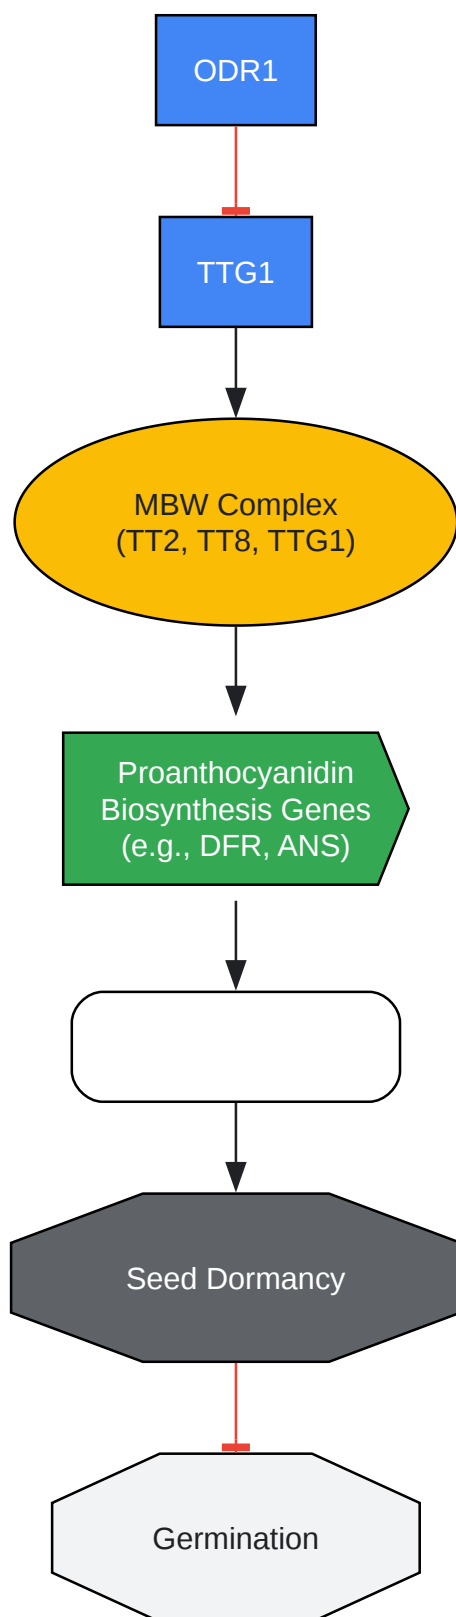 ODR1
TTG1
MBW Complex
(TT2, TT8, TTG1)
Proanthocyanidin
Biosynthesis Genes
(e.g., DFR, ANS)
Seed Dormancy
Germination